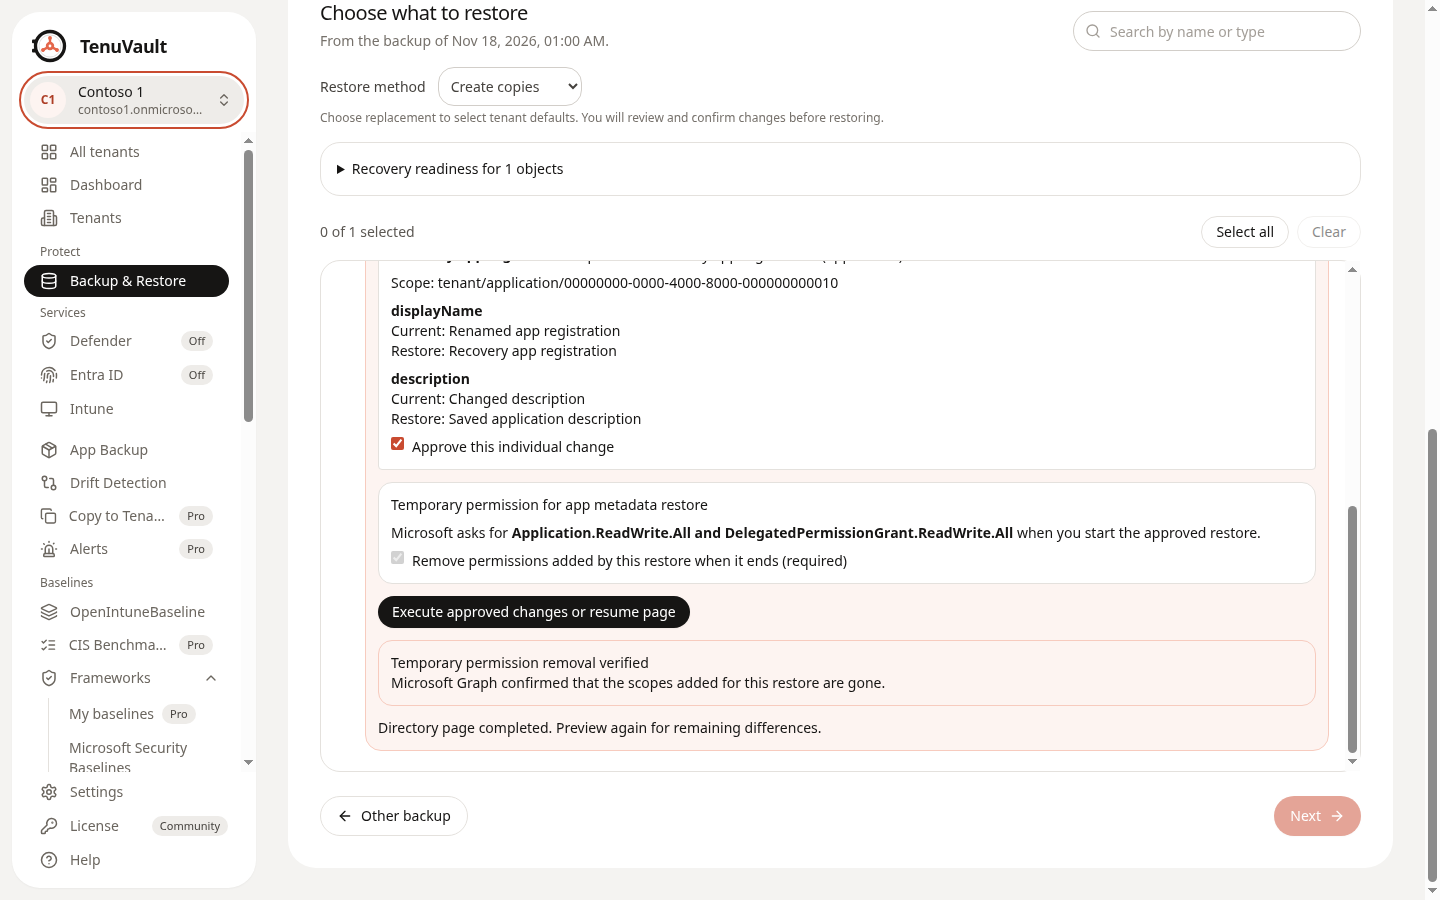 TenuVault
C1
Contoso 1
contoso1.onmicroso...
All tenants
Dashboard
Tenants
Protect
Backup & Restore
Services
Defender
Off
Entra ID
Off
Intune
App Backup
Drift Detection
Copy to Tena...
Pro
Alerts
Pro
Baselines
OpenIntuneBaseline
CIS Benchma...
Pro
Frameworks
My baselines
Pro
Microsoft Security
Baselines
Settings
License
Community
Help
Choose what to restore
From the backup of Nov 18, 2026, 01:00 AM.
Search by name or type
Restore method
Create copies
Choose replacement to select tenant defaults. You will review and confirm changes before restoring.
Recovery readiness for 1 objects
0 of 1 selected
Select all
Clear
Scope: tenant/application/00000000-0000-4000-8000-000000000010
displayName
Current: Renamed app registration
Restore: Recovery app registration
description
Current: Changed description
Restore: Saved application description
Approve this individual change
Temporary permission for app metadata restore
Microsoft asks for Application.ReadWrite.All and DelegatedPermissionGrant.ReadWrite.All when you start the approved restore.
Remove permissions added by this restore when it ends (required)
Execute approved changes or resume page
Temporary permission removal verified
Microsoft Graph confirmed that the scopes added for this restore are gone.
Directory page completed. Preview again for remaining differences.
Other backup
Next